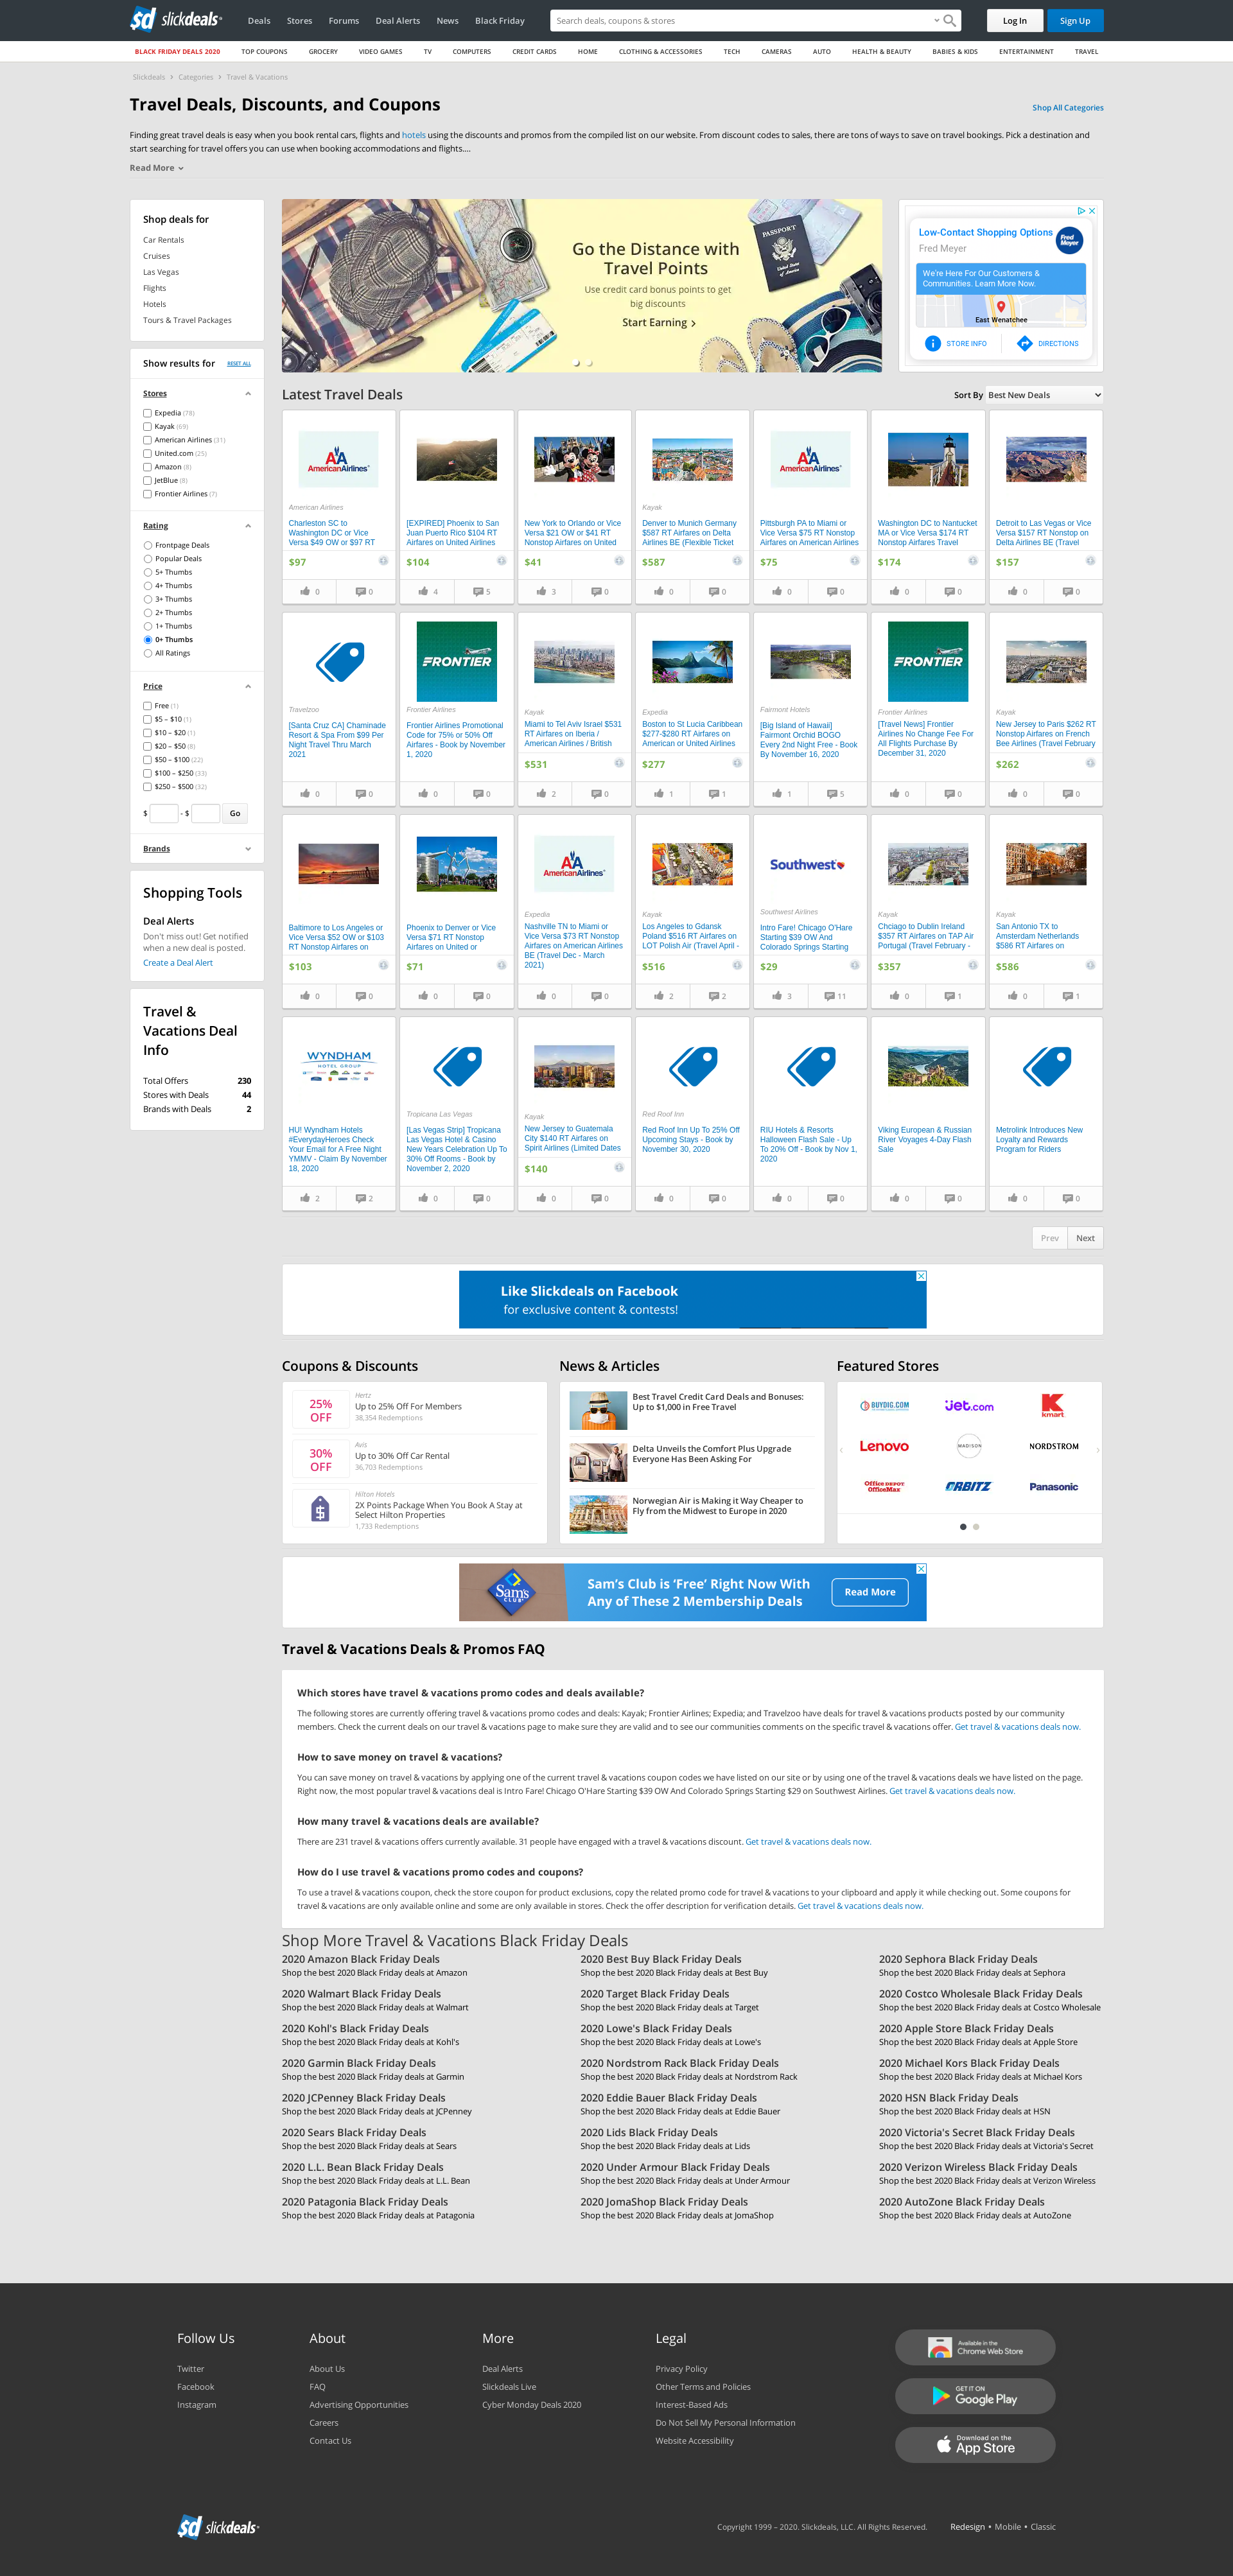 slickdeals
Deals Stores Forums Deal Alerts News Black Friday
Search deals, coupons & stores
Log In
Sign Up
BLACK FRIDAY DEALS 2020 TOP COUPONS GROCERY VIDEO GAMES TV COMPUTERS CREDIT CARDS HOME CLOTHING & ACCESSORIES TECH CAMERAS AUTO HEALTH & BEAUTY BABIES & KIDS ENTERTAINMENT TRAVEL
Slickdeals > Categories > Travel & Vacations
Travel Deals, Discounts, and Coupons
Shop All Categories
Finding great travel deals is easy when you book rental cars, flights and hotels using the discounts and promos from the compiled list on our website. From discount codes to sales, there are tons of ways to save on travel bookings. Pick a destination and
start searching for travel offers you can use when booking accommodations and flights....
Read More
Shop deals for
Car Rentals
Cruises
Las Vegas
Flights
Hotels
Tours & Travel Packages
Show results for
RESET ALL
Stores
Expedia (78)
Kayak (69)
American Airlines (31)
United.com (25)
Amazon (8)
JetBlue (8)
Frontier Airlines (7)
Rating
Frontpage Deals
Popular Deals
5+ Thumbs
4+ Thumbs
3+ Thumbs
2+ Thumbs
1+ Thumbs
0+ Thumbs
All Ratings
Price
Free (1)
$5 – $10 (1)
$10 – $20 (1)
$20 – $50 (8)
$50 – $100 (22)
$100 – $250 (33)
$250 – $500 (32)
$ - $ Go
Brands
Shopping Tools
Deal Alerts
Don't miss out! Get notified
when a new deal is posted.
Create a Deal Alert
Travel &
Vacations Deal
Info
Total Offers 230
Stores with Deals 44
Brands with Deals 2
Go the Distance with
Travel Points
Use credit card bonus points to get
big discounts
Start Earning >
PASSPORT
Low-Contact Shopping Options
Fred Meyer
Fred Meyer
We're Here For Our Customers &
Communities. Learn More Now.
East Wenatchee
STORE INFO
DIRECTIONS
Latest Travel Deals
Sort By Best New Deals
AmericanAirlines
American Airlines
Charleston SC to
Washington DC or Vice
Versa $49 OW or $97 RT
$97
0 0
[EXPIRED] Phoenix to San
Juan Puerto Rico $104 RT
Airfares on United Airlines
$104
4 5
New York to Orlando or Vice
Versa $21 OW or $41 RT
Nonstop Airfares on United
$41
3 0
Kayak
Denver to Munich Germany
$587 RT Airfares on Delta
Airlines BE (Flexible Ticket
$587
0 0
AmericanAirlines
Pittsburgh PA to Miami or
Vice Versa $75 RT Nonstop
Airfares on American Airlines
$75
0 0
Washington DC to Nantucket
MA or Vice Versa $174 RT
Nonstop Airfares Travel
$174
0 0
Detroit to Las Vegas or Vice
Versa $157 RT Nonstop on
Delta Airlines BE (Travel
$157
0 0
Travelzoo
[Santa Cruz CA] Chaminade
Resort & Spa From $99 Per
Night Travel Thru March
2021
0 0
FRONTIER
Frontier Airlines
Frontier Airlines Promotional
Code for 75% or 50% Off
Airfares - Book by November
1, 2020
0 0
Kayak
Miami to Tel Aviv Israel $531
RT Airfares on Iberia /
American Airlines / British
$531
2 0
Expedia
Boston to St Lucia Caribbean
$277-$280 RT Airfares on
American or United Airlines
$277
1 1
Fairmont Hotels
[Big Island of Hawaii]
Fairmont Orchid BOGO
Every 2nd Night Free - Book
By November 16, 2020
1 5
FRONTIER
Frontier Airlines
[Travel News] Frontier
Airlines No Change Fee For
All Flights Purchase By
December 31, 2020
0 0
Kayak
New Jersey to Paris $262 RT
Nonstop Airfares on French
Bee Airlines (Travel February
$262
0 0
Baltimore to Los Angeles or
Vice Versa $52 OW or $103
RT Nonstop Airfares on
$103
0 0
Phoenix to Denver or Vice
Versa $71 RT Nonstop
Airfares on United or
$71
0 0
AmericanAirlines
Expedia
Nashville TN to Miami or
Vice Versa $73 RT Nonstop
Airfares on American Airlines
BE (Travel Dec - March
2021)
0 0
Kayak
Los Angeles to Gdansk
Poland $516 RT Airfares on
LOT Polish Air (Travel April -
$516
2 2
Southwest
Southwest Airlines
Intro Fare! Chicago O'Hare
Starting $39 OW And
Colorado Springs Starting
$29
3 11
Kayak
Chciago to Dublin Ireland
$357 RT Airfares on TAP Air
Portugal (Travel February -
$357
0 1
Kayak
San Antonio TX to
Amsterdam Netherlands
$586 RT Airfares on
$586
0 1
WYNDHAM
HOTEL GROUP
HU! Wyndham Hotels
#EverydayHeroes Check
Your Email for A Free Night
YMMV - Claim By November
18, 2020
2 2
Tropicana Las Vegas
[Las Vegas Strip] Tropicana
Las Vegas Hotel & Casino
New Years Celebration Up To
30% Off Rooms - Book by
November 2, 2020
0 0
Kayak
New Jersey to Guatemala
City $140 RT Airfares on
Spirit Airlines (Limited Dates
$140
0 0
Red Roof Inn
Red Roof Inn Up To 25% Off
Upcoming Stays - Book by
November 30, 2020
0 0
RIU Hotels & Resorts
Halloween Flash Sale - Up
To 20% Off - Book by Nov 1,
2020
0 0
Viking European & Russian
River Voyages 4-Day Flash
Sale
0 0
Metrolink Introduces New
Loyalty and Rewards
Program for Riders
0 0
Prev Next
Like Slickdeals on Facebook
for exclusive content & contests!
Coupons & Discounts
25%
OFF
Hertz
Up to 25% Off For Members
38,354 Redemptions
30%
OFF
Avis
Up to 30% Off Car Rental
36,703 Redemptions
Hilton Hotels
2X Points Package When You Book A Stay at
Select Hilton Properties
1,733 Redemptions
News & Articles
Best Travel Credit Card Deals and Bonuses:
Up to $1,000 in Free Travel
Delta Unveils the Comfort Plus Upgrade
Everyone Has Been Asking For
Norwegian Air is Making it Way Cheaper to
Fly from the Midwest to Europe in 2020
Featured Stores
BUYDIG.COM jet.com kmart
Lenovo MADISON NORDSTROM
Office DEPOT OfficeMax ORBITZ Panasonic
Sam's Club
Sam's Club is 'Free' Right Now With
Any of These 2 Membership Deals
Read More
Travel & Vacations Deals & Promos FAQ
Which stores have travel & vacations promo codes and deals available?
The following stores are currently offering travel & vacations promo codes and deals: Kayak; Frontier Airlines; Expedia; and Travelzoo have deals for travel & vacations products posted by our community
members. Check the current deals on our travel & vacations page to make sure they are valid and to see our communities comments on the specific travel & vacations offer. Get travel & vacations deals now.
How to save money on travel & vacations?
You can save money on travel & vacations by applying one of the current travel & vacations coupon codes we have listed on our site or by using one of the travel & vacations deals we have listed on the page.
Right now, the most popular travel & vacations deal is Intro Fare! Chicago O'Hare Starting $39 OW And Colorado Springs Starting $29 on Southwest Airlines. Get travel & vacations deals now.
How many travel & vacations deals are available?
There are 231 travel & vacations offers currently available. 31 people have engaged with a travel & vacations discount. Get travel & vacations deals now.
How do I use travel & vacations promo codes and coupons?
To use a travel & vacations coupon, check the store coupon for product exclusions, copy the related promo code for travel & vacations to your clipboard and apply it while checking out. Some coupons for
travel & vacations are only available online and some are only available in stores. Check the offer description for verification details. Get travel & vacations deals now.
Shop More Travel & Vacations Black Friday Deals
2020 Amazon Black Friday Deals
Shop the best 2020 Black Friday deals at Amazon
2020 Best Buy Black Friday Deals
Shop the best 2020 Black Friday deals at Best Buy
2020 Sephora Black Friday Deals
Shop the best 2020 Black Friday deals at Sephora
2020 Walmart Black Friday Deals
Shop the best 2020 Black Friday deals at Walmart
2020 Target Black Friday Deals
Shop the best 2020 Black Friday deals at Target
2020 Costco Wholesale Black Friday Deals
Shop the best 2020 Black Friday deals at Costco Wholesale
2020 Kohl's Black Friday Deals
Shop the best 2020 Black Friday deals at Kohl's
2020 Lowe's Black Friday Deals
Shop the best 2020 Black Friday deals at Lowe's
2020 Apple Store Black Friday Deals
Shop the best 2020 Black Friday deals at Apple Store
2020 Garmin Black Friday Deals
Shop the best 2020 Black Friday deals at Garmin
2020 Nordstrom Rack Black Friday Deals
Shop the best 2020 Black Friday deals at Nordstrom Rack
2020 Michael Kors Black Friday Deals
Shop the best 2020 Black Friday deals at Michael Kors
2020 JCPenney Black Friday Deals
Shop the best 2020 Black Friday deals at JCPenney
2020 Eddie Bauer Black Friday Deals
Shop the best 2020 Black Friday deals at Eddie Bauer
2020 HSN Black Friday Deals
Shop the best 2020 Black Friday deals at HSN
2020 Sears Black Friday Deals
Shop the best 2020 Black Friday deals at Sears
2020 Lids Black Friday Deals
Shop the best 2020 Black Friday deals at Lids
2020 Victoria's Secret Black Friday Deals
Shop the best 2020 Black Friday deals at Victoria's Secret
2020 L.L. Bean Black Friday Deals
Shop the best 2020 Black Friday deals at L.L. Bean
2020 Under Armour Black Friday Deals
Shop the best 2020 Black Friday deals at Under Armour
2020 Verizon Wireless Black Friday Deals
Shop the best 2020 Black Friday deals at Verizon Wireless
2020 Patagonia Black Friday Deals
Shop the best 2020 Black Friday deals at Patagonia
2020 JomaShop Black Friday Deals
Shop the best 2020 Black Friday deals at JomaShop
2020 AutoZone Black Friday Deals
Shop the best 2020 Black Friday deals at AutoZone
Follow Us
Twitter
Facebook
Instagram
About
About Us
FAQ
Advertising Opportunities
Careers
Contact Us
More
Deal Alerts
Slickdeals Live
Cyber Monday Deals 2020
Legal
Privacy Policy
Other Terms and Policies
Interest-Based Ads
Do Not Sell My Personal Information
Website Accessibility
Available in the
Chrome Web Store
GET IT ON
Google Play
Download on the
App Store
slickdeals
Copyright 1999 – 2020. Slickdeals, LLC. All Rights Reserved.
Redesign • Mobile • Classic